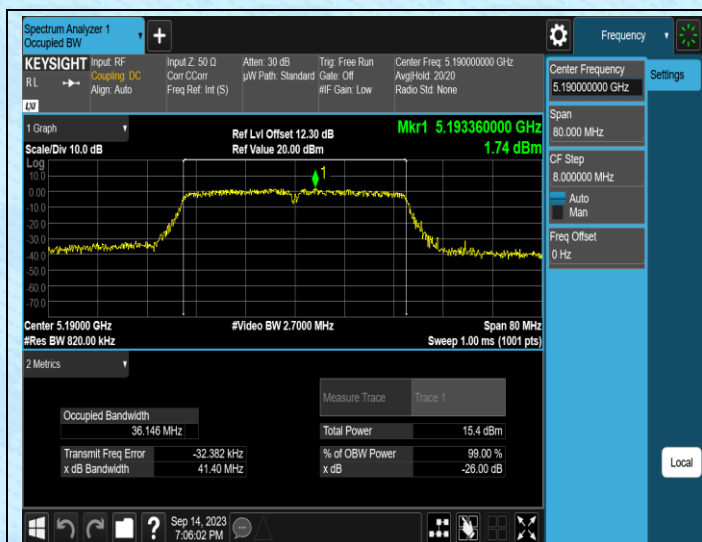 Spectrum Analyzer 1
Occupied BW
Frequency
KEYSIGHT
RL
LXI
Input: RF
Coupling: DC
Align: Auto
Input Z: 50 Ω
Corr CCorr
Freq Ref: Int (S)
Atten: 30 dB
µW Path: Standard
Trig: Free Run
Gate: Off
#IF Gain: Low
Center Freq: 5.190000000 GHz
Avg|Hold: 20/20
Radio Std: None
Center Frequency
5.190000000 GHz
Settings
Span
80.000 MHz
CF Step
8.000000 MHz
Auto
Man
Freq Offset
0 Hz
1 Graph
Scale/Div 10.0 dB
Ref Lvl Offset 12.30 dB
Ref Value 20.00 dBm
Mkr1 5.193360000 GHz
1.74 dBm
Log
10.0
0.00
-10.0
-20.0
-30.0
-40.0
-50.0
-60.0
-70.0
1
Center 5.19000 GHz
#Res BW 820.00 kHz
#Video BW 2.7000 MHz
Span 80 MHz
Sweep 1.00 ms (1001 pts)
2 Metrics
Measure Trace
Trace 1
Occupied Bandwidth
36.146 MHz
Total Power
15.4 dBm
Transmit Freq Error
-32.382 kHz
% of OBW Power
99.00 %
x dB Bandwidth
41.40 MHz
x dB
-26.00 dB
Local
?
Sep 14, 2023
7:06:02 PM